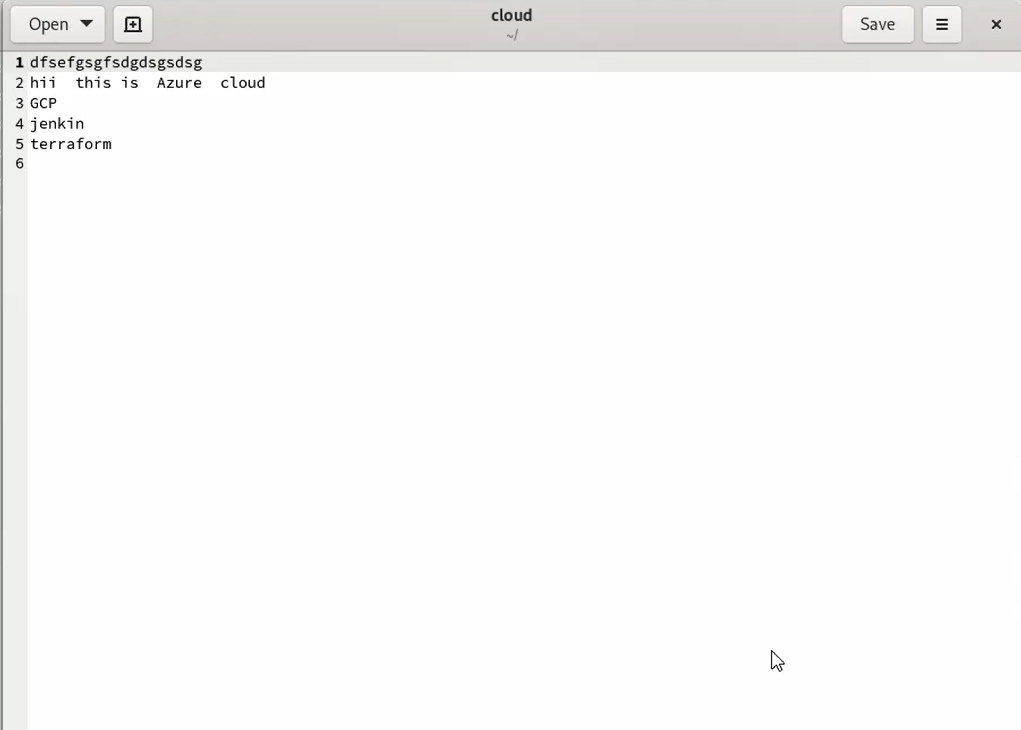 Open
cloud
~/
Save
1 dfsefgsgfsdgdsgsdsg
2 hii  this is  Azure  cloud
3 GCP
4 jenkin
5 terraform
6